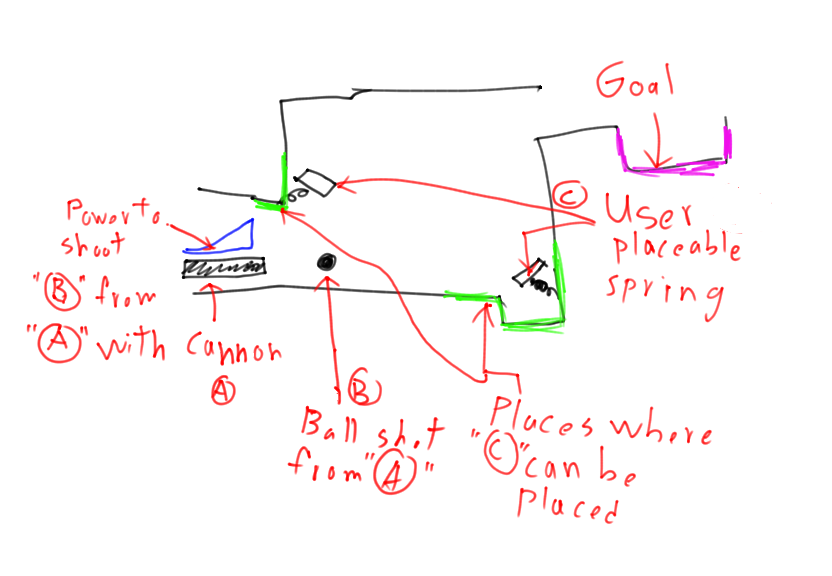 Goal
Power to
shoot
"B" from
"A" with Cannon
A
B
Ball shot
from "A"
C
User
placeable
spring
Places where
"C" can be
placed